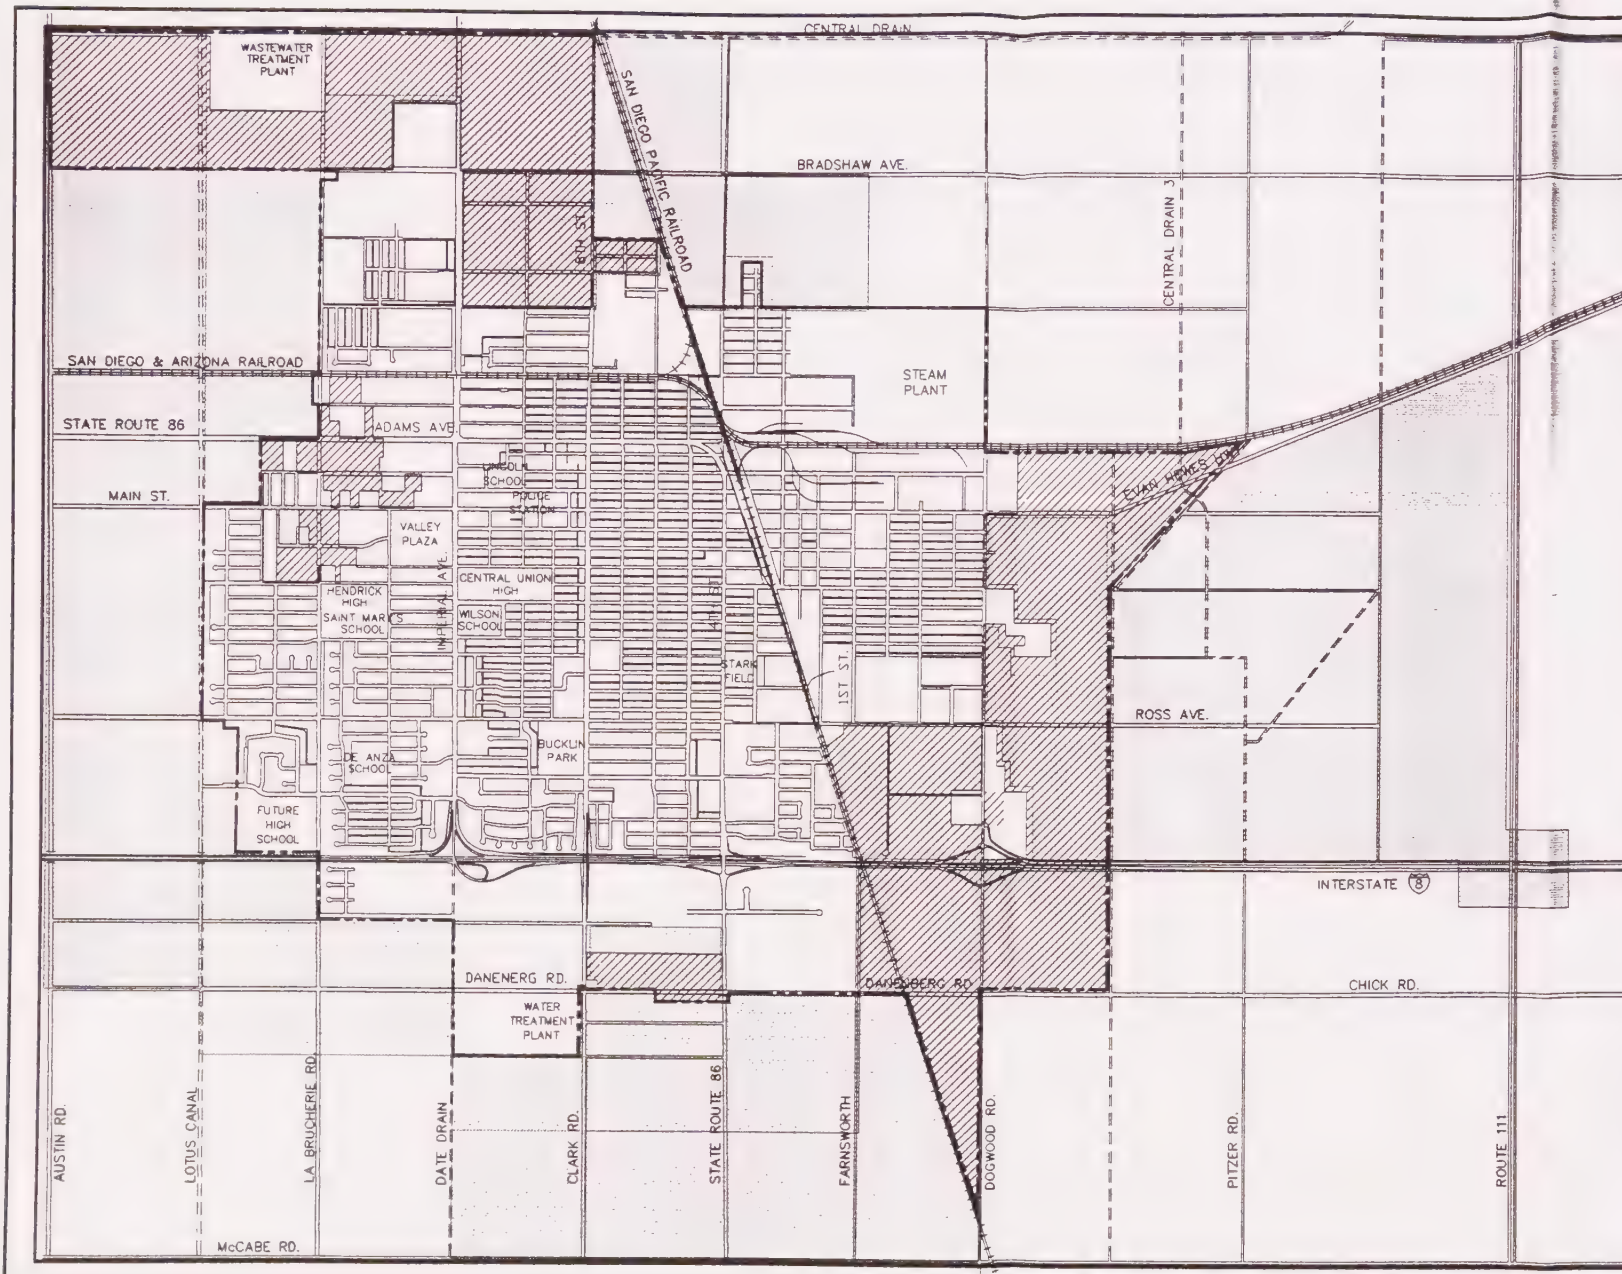 CENTRAL DRAIN
WASTEWATER
TREATMENT
PLANT
SAN DIEGO PACIFIC RAILROAD
BRADSHAW AVE.
CENTRAL DRAIN 3
8TH ST.
SAN DIEGO & ARIZONA RAILROAD
STEAM
PLANT
STATE ROUTE 86
ADAMS AVE.
EVAN HEWES HWY.
LINCOLN
SCHOOL
POLICE
STATION
MAIN ST.
VALLEY
PLAZA
IMPERIAL AVE.
CENTRAL UNION
HIGH
HENDRICK
HIGH
SAINT MARY'S
SCHOOL
WILSON
SCHOOL
4TH ST.
STARK
FIELD
1ST ST.
ROSS AVE.
DE ANZA
SCHOOL
BUCKLIN
PARK
FUTURE
HIGH
SCHOOL
INTERSTATE 8
DANENERG RD.
DANENBERG RD.
CHICK RD.
WATER
TREATMENT
PLANT
AUSTIN RD.
LOTUS CANAL
LA BRUCHERIE RD.
DATE DRAIN
CLARK RD.
STATE ROUTE 86
FARNSWORTH
DOGWOOD RD.
PITZER RD.
ROUTE 111
McCABE RD.